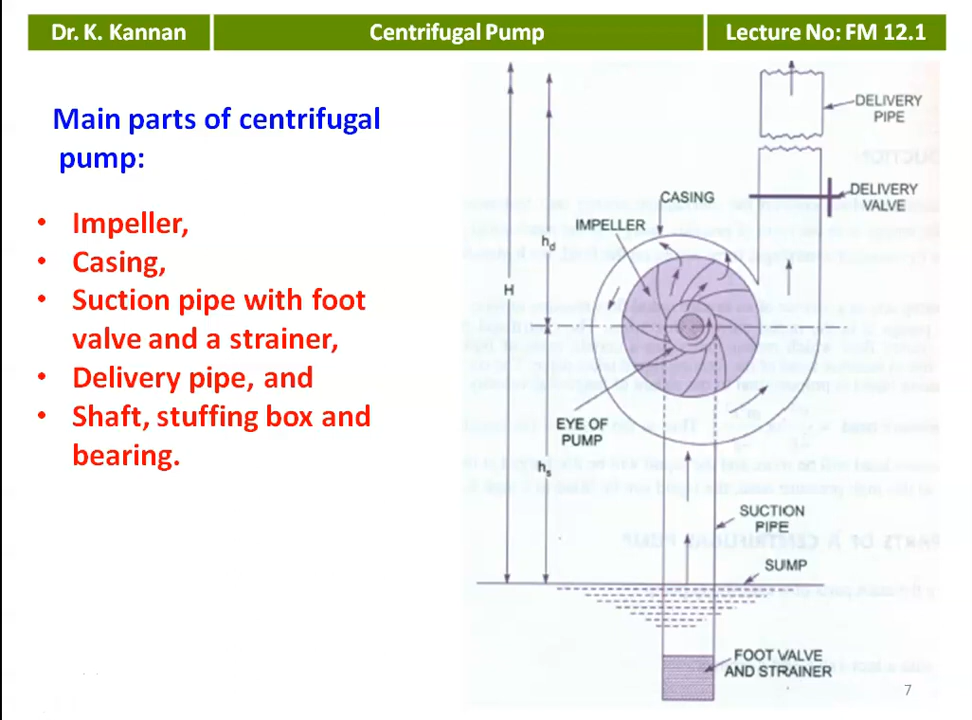 Dr. K. Kannan
Centrifugal Pump
Lecture No: FM 12.1
Main parts of centrifugal
pump:
• Impeller,
• Casing,
• Suction pipe with foot
valve and a strainer,
• Delivery pipe, and
• Shaft, stuffing box and
bearing.
DELIVERY
PIPE
DELIVERY
VALVE
CASING
IMPELLER
hd
H
EYE OF
PUMP
hs
SUCTION
PIPE
SUMP
FOOT VALVE
AND STRAINER
7